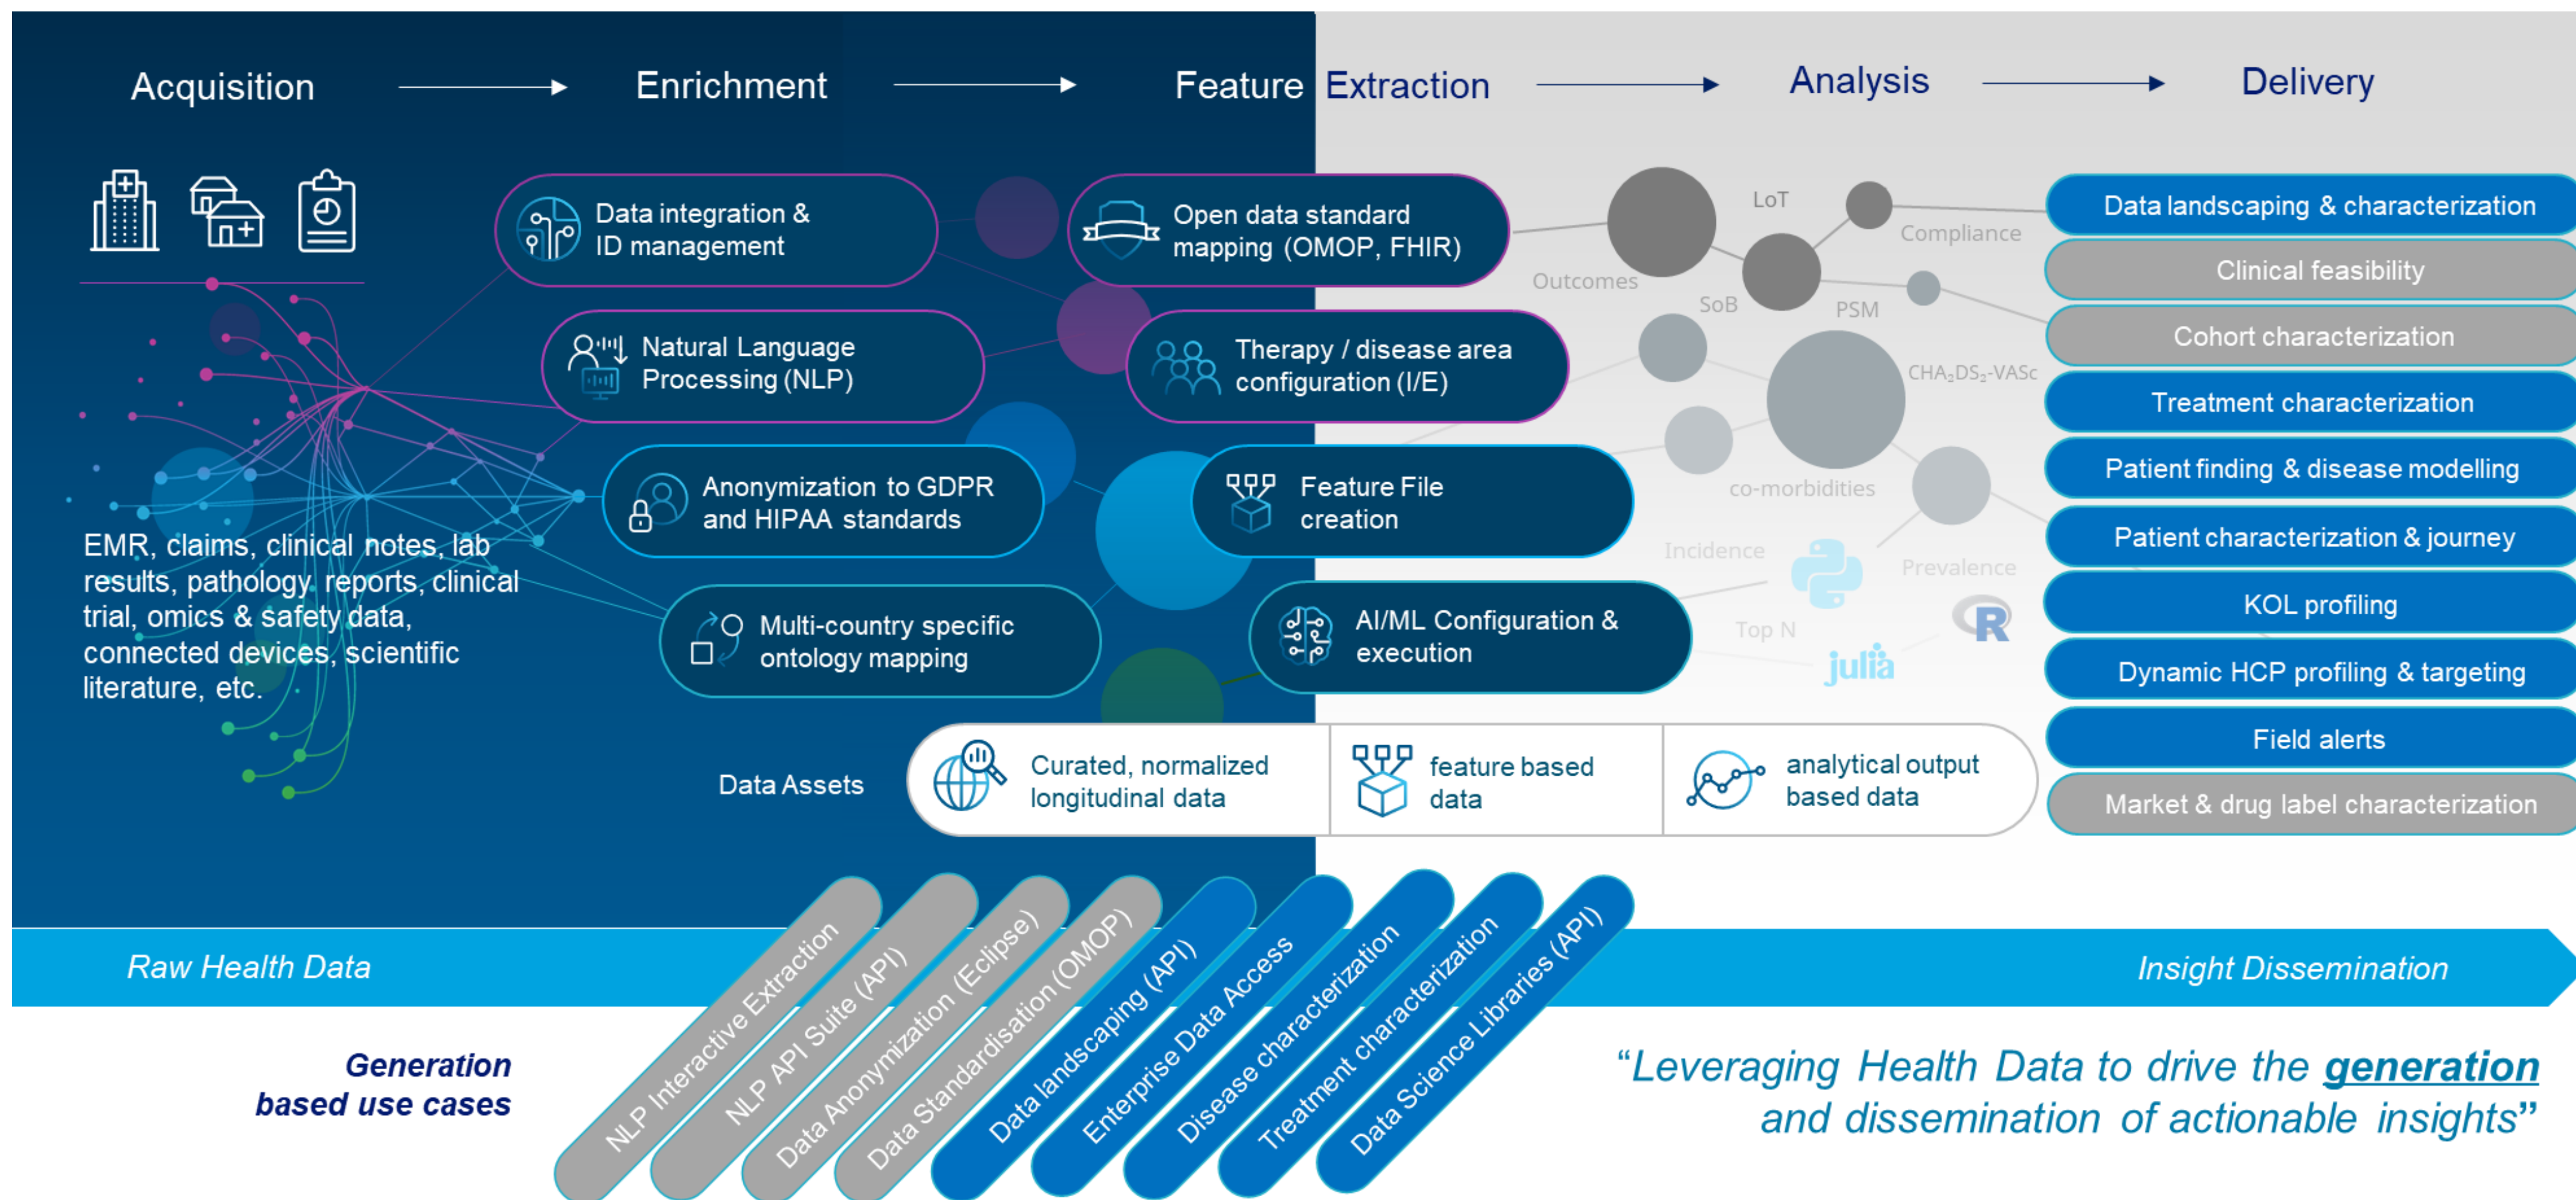 Acquisition
Enrichment
Feature Extraction
Analysis
Delivery
EMR, claims, clinical notes, lab
results, pathology reports, clinical
trial, omics & safety data,
connected devices, scientific
literature, etc.
Data integration &
ID management
Natural Language
Processing (NLP)
Anonymization to GDPR
and HIPAA standards
Multi-country specific
ontology mapping
Open data standard
mapping (OMOP, FHIR)
Therapy / disease area
configuration (I/E)
Feature File
creation
AI/ML Configuration &
execution
LoT
Compliance
Outcomes
SoB
PSM
CHA₂DS₂-VASc
co-morbidities
Incidence
Prevalence
Top N
R
julia
Data landscaping & characterization
Clinical feasibility
Cohort characterization
Treatment characterization
Patient finding & disease modelling
Patient characterization & journey
KOL profiling
Dynamic HCP profiling & targeting
Field alerts
Market & drug label characterization
Data Assets
Curated, normalized
longitudinal data
feature based
data
analytical output
based data
Raw Health Data
Insight Dissemination
Generation
based use cases
NLP Interactive Extraction
NLP API Suite (API)
Data Anonymization (Eclipse)
Data Standardisation (OMOP)
Data landscaping (API)
Enterprise Data Access
Disease characterization
Treatment characterization
Data Science Libraries (API)
“Leveraging Health Data to drive the generation
and dissemination of actionable insights”